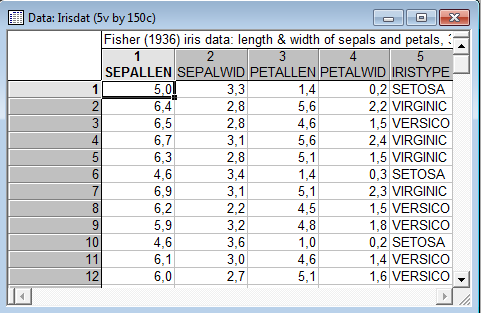 Data: Irisdat (5v by 150c)
Fisher (1936) iris data: length & width of sepals and petals,
1 2 3 4 5
SEPALLEN SEPALWID PETALLEN PETALWID IRISTYPE
1 5,0 3,3 1,4 0,2 SETOSA
2 6,4 2,8 5,6 2,2 VIRGINIC
3 6,5 2,8 4,6 1,5 VERSICO
4 6,7 3,1 5,6 2,4 VIRGINIC
5 6,3 2,8 5,1 1,5 VIRGINIC
6 4,6 3,4 1,4 0,3 SETOSA
7 6,9 3,1 5,1 2,3 VIRGINIC
8 6,2 2,2 4,5 1,5 VERSICO
9 5,9 3,2 4,8 1,8 VERSICO
10 4,6 3,6 1,0 0,2 SETOSA
11 6,1 3,0 4,6 1,4 VERSICO
12 6,0 2,7 5,1 1,6 VERSICO